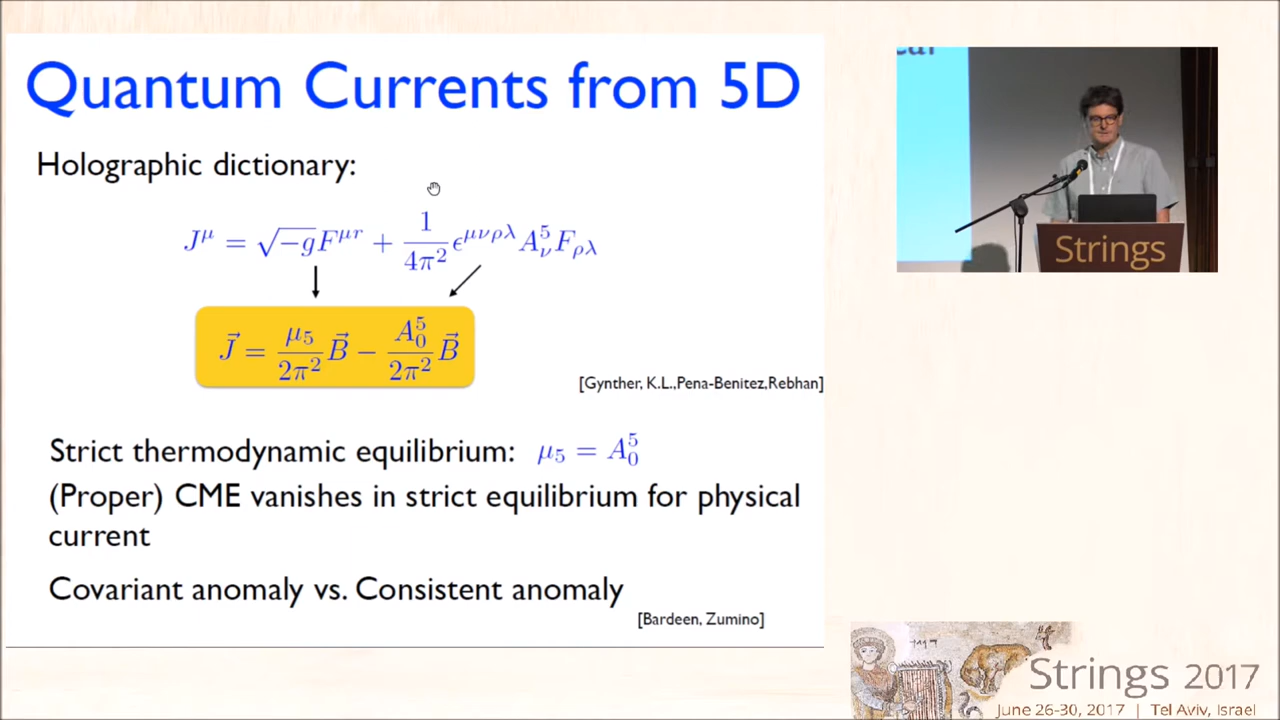 Quantum Currents from 5D
Holographic dictionary:
J^μ = √−g F^{μr} + 1/(4π²) ε^{μνρλ} A^5_ν F_{ρλ}
J⃗ = μ₅/(2π²) B⃗ − A^5_0/(2π²) B⃗
[Gynther, K.L.,Pena-Benitez,Rebhan]
Strict thermodynamic equilibrium: μ₅ = A^5_0
(Proper) CME vanishes in strict equilibrium for physical
current
Covariant anomaly vs. Consistent anomaly
[Bardeen, Zumino]
Strings
Strings 2017
June 26-30, 2017 | Tel Aviv, Israel